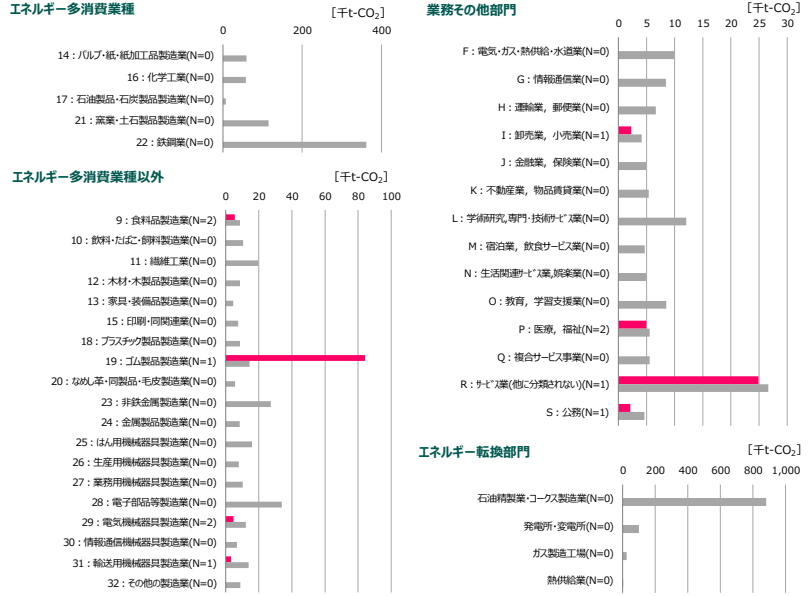 エネルギー多消費業種
[千t-CO2]
0 200 400
14：パルプ・紙・紙加工品製造業(N=0)
16：化学工業(N=0)
17：石油製品・石炭製品製造業(N=0)
21：窯業・土石製品製造業(N=0)
22：鉄鋼業(N=0)
エネルギー多消費業種以外
[千t-CO2]
0 20 40 60 80 100
9：食料品製造業(N=2)
10：飲料・たばこ・飼料製造業(N=0)
11：繊維工業(N=0)
12：木材・木製品製造業(N=0)
13：家具・装備品製造業(N=0)
15：印刷・同関連業(N=0)
18：プラスチック製品製造業(N=0)
19：ゴム製品製造業(N=1)
20：なめし革・同製品・毛皮製造業(N=0)
23：非鉄金属製造業(N=0)
24：金属製品製造業(N=0)
25：はん用機械器具製造業(N=0)
26：生産用機械器具製造業(N=0)
27：業務用機械器具製造業(N=0)
28：電子部品等製造業(N=0)
29：電気機械器具製造業(N=2)
30：情報通信機械器具製造業(N=0)
31：輸送用機械器具製造業(N=1)
32：その他の製造業(N=0)
業務その他部門
[千t-CO2]
0 5 10 15 20 25 30
F：電気・ガス・熱供給・水道業(N=0)
G：情報通信業(N=0)
H：運輸業，郵便業(N=0)
I：卸売業，小売業(N=1)
J：金融業，保険業(N=0)
K：不動産業，物品賃貸業(N=0)
L：学術研究,専門・技術ｻｰﾋﾞｽ業(N=0)
M：宿泊業，飲食サービス業(N=0)
N：生活関連ｻｰﾋﾞｽ業,娯楽業(N=0)
O：教育，学習支援業(N=0)
P：医療，福祉(N=2)
Q：複合サービス事業(N=0)
R：ｻｰﾋﾞｽ業(他に分類されない)(N=1)
S：公務(N=1)
エネルギー転換部門
[千t-CO2]
0 200 400 600 800 1,000
石油精製業・コークス製造業(N=0)
発電所・変電所(N=0)
ガス製造工場(N=0)
熱供給業(N=0)